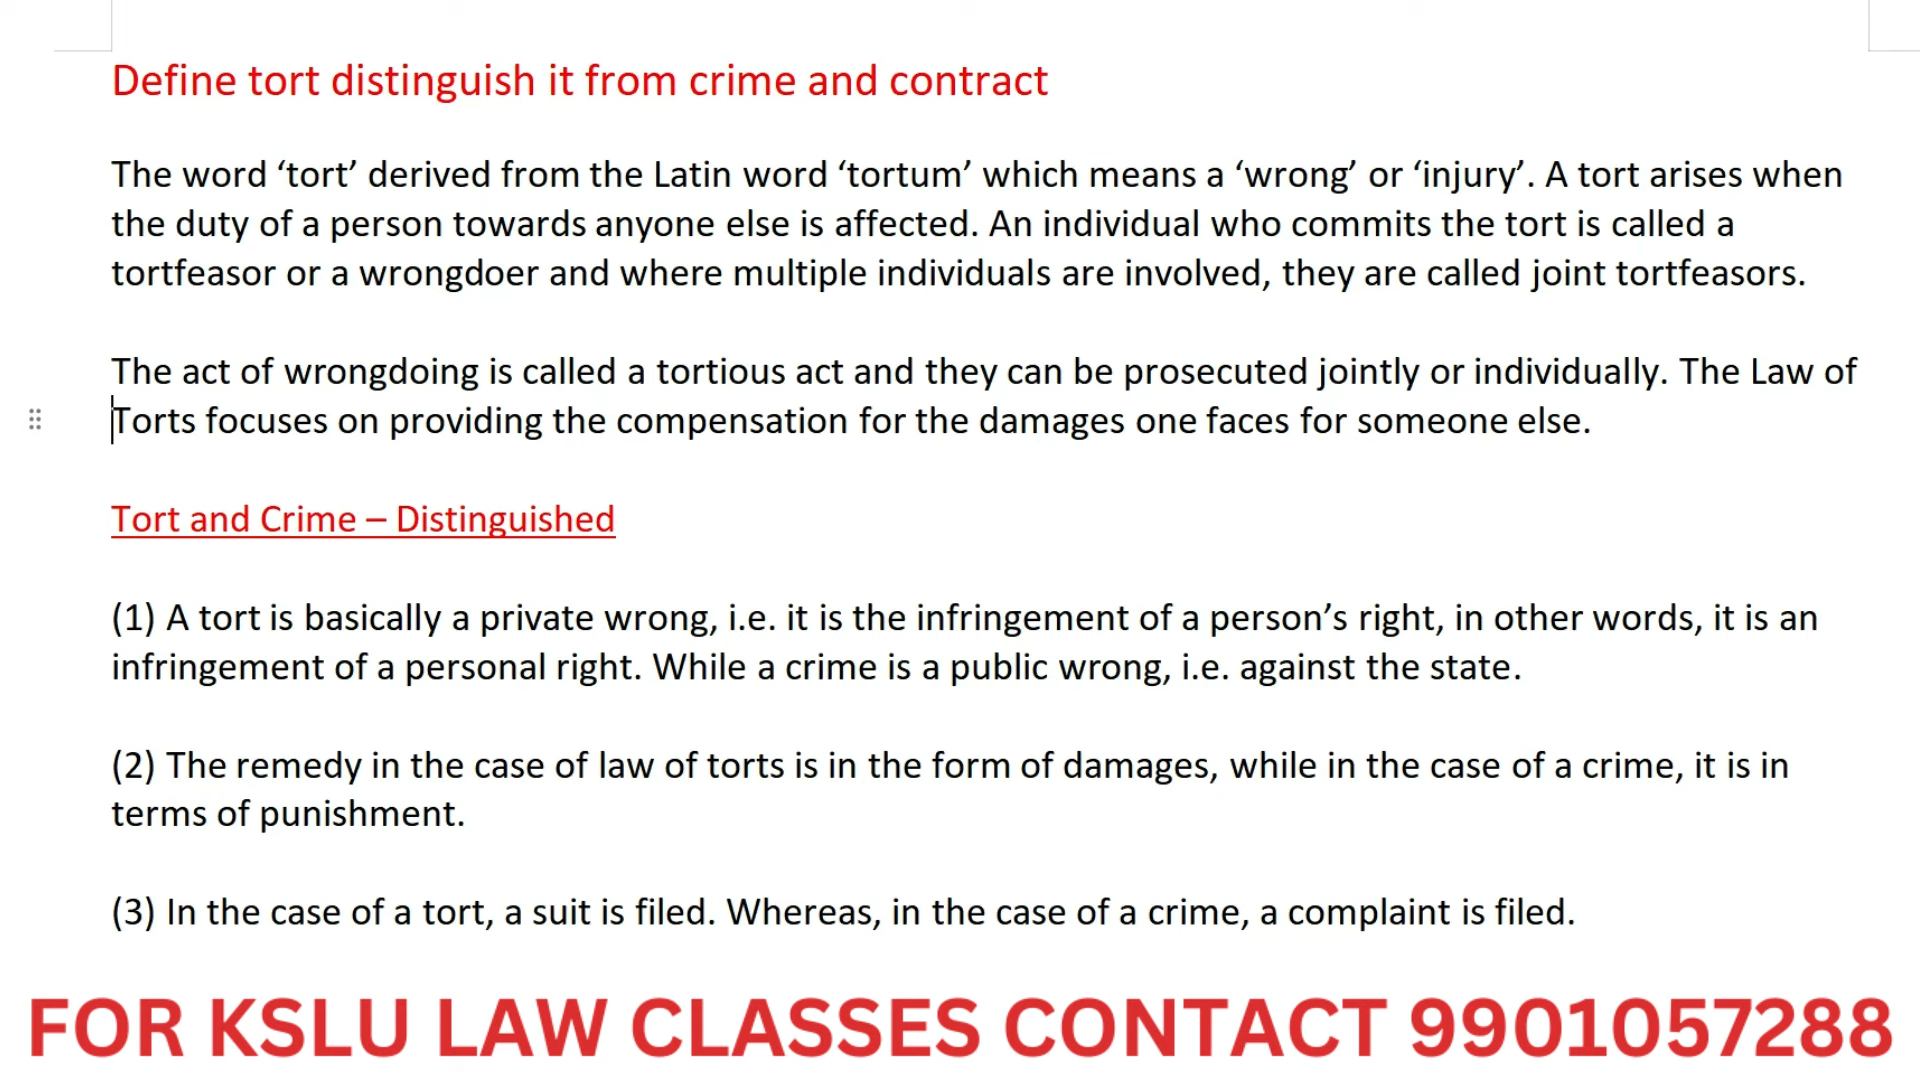 Define tort distinguish it from crime and contract
The word ‘tort’ derived from the Latin word ‘tortum’ which means a ‘wrong’ or ‘injury’. A tort arises when
the duty of a person towards anyone else is affected. An individual who commits the tort is called a
tortfeasor or a wrongdoer and where multiple individuals are involved, they are called joint tortfeasors.
The act of wrongdoing is called a tortious act and they can be prosecuted jointly or individually. The Law of
Torts focuses on providing the compensation for the damages one faces for someone else.
Tort and Crime – Distinguished
(1) A tort is basically a private wrong, i.e. it is the infringement of a person’s right, in other words, it is an
infringement of a personal right. While a crime is a public wrong, i.e. against the state.
(2) The remedy in the case of law of torts is in the form of damages, while in the case of a crime, it is in
terms of punishment.
(3) In the case of a tort, a suit is filed. Whereas, in the case of a crime, a complaint is filed.
FOR KSLU LAW CLASSES CONTACT 9901057288